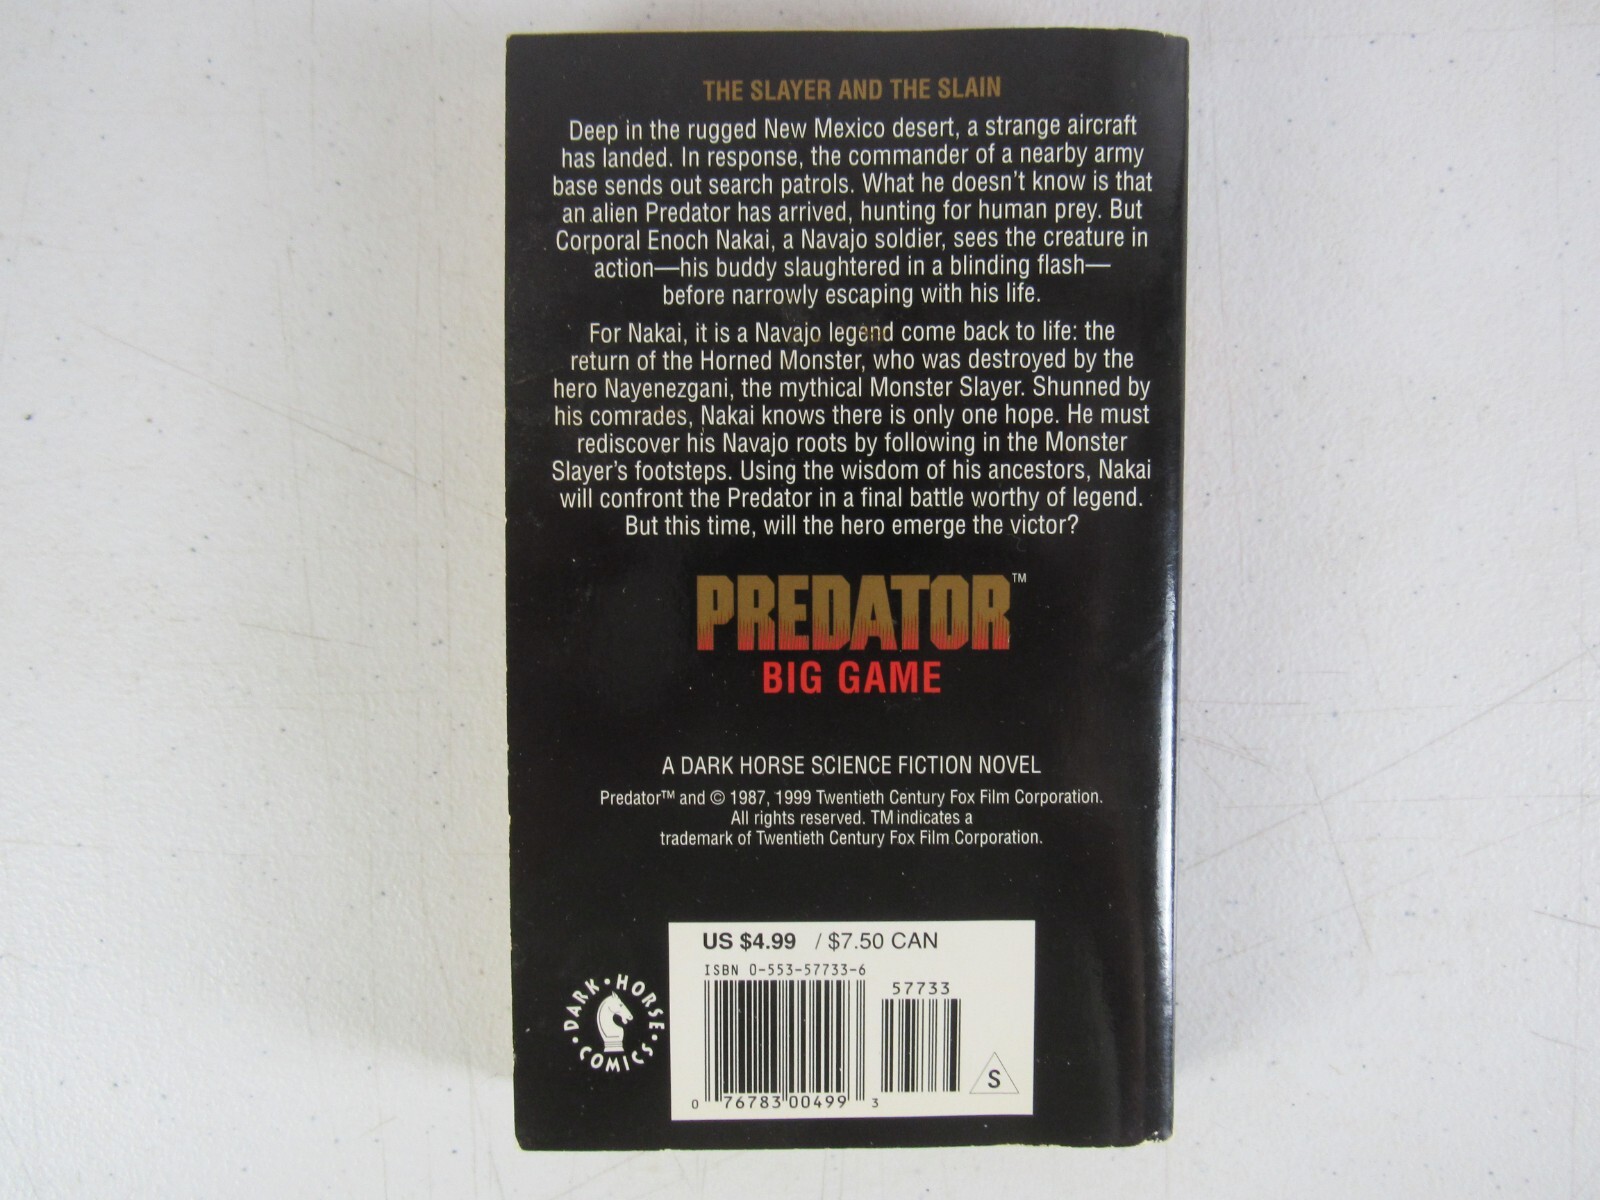 THE SLAYER AND THE SLAIN
Deep in the rugged New Mexico desert, a strange aircraft
has landed. In response, the commander of a nearby army
base sends out search patrols. What he doesn't know is that
an alien Predator has arrived, hunting for human prey. But
Corporal Enoch Nakai, a Navajo soldier, sees the creature in
action—his buddy slaughtered in a blinding flash—
before narrowly escaping with his life.
For Nakai, it is a Navajo legend come back to life: the
return of the Horned Monster, who was destroyed by the
hero Nayenezgani, the mythical Monster Slayer. Shunned by
his comrades, Nakai knows there is only one hope. He must
rediscover his Navajo roots by following in the Monster
Slayer's footsteps. Using the wisdom of his ancestors, Nakai
will confront the Predator in a final battle worthy of legend.
But this time, will the hero emerge the victor?
PREDATOR™
BIG GAME
A DARK HORSE SCIENCE FICTION NOVEL
Predator™ and © 1987, 1999 Twentieth Century Fox Film Corporation.
All rights reserved. TM indicates a
trademark of Twentieth Century Fox Film Corporation.
US $4.99 / $7.50 CAN
ISBN 0-553-57733-6
57733
DARK•HORSE•COMICS•
S
0 76783 00499 3